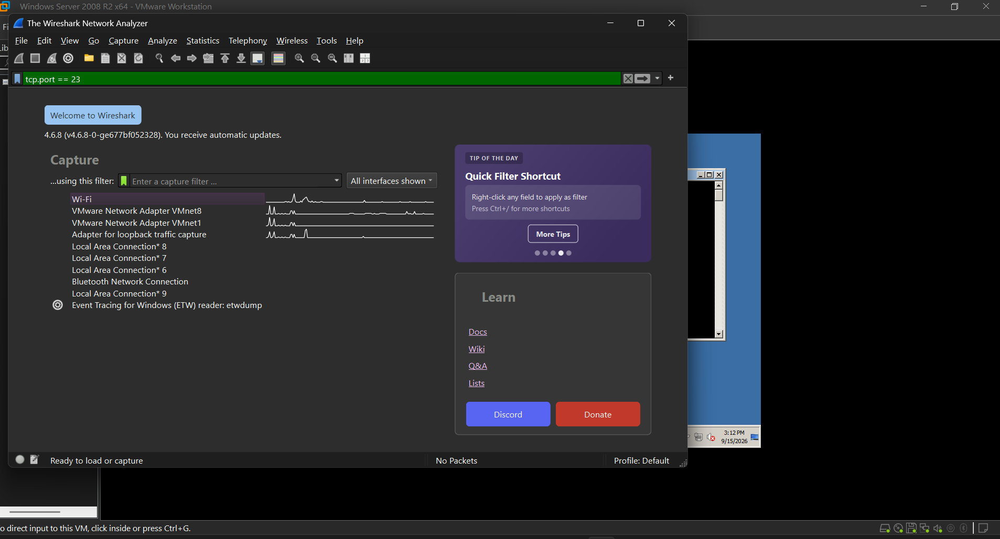 Windows Server 2008 R2 x64 - VMware Workstation
The Wireshark Network Analyzer
File Edit View Go Capture Analyze Statistics Telephony Wireless Tools Help
tcp.port == 23
Welcome to Wireshark
4.6.8 (v4.6.8-0-ge677bf052328). You receive automatic updates.
Capture
...using this filter: Enter a capture filter ... All interfaces shown
Wi-Fi
VMware Network Adapter VMnet8
VMware Network Adapter VMnet1
Adapter for loopback traffic capture
Local Area Connection* 8
Local Area Connection* 7
Local Area Connection* 6
Bluetooth Network Connection
Local Area Connection* 9
Event Tracing for Windows (ETW) reader: etwdump
TIP OF THE DAY
Quick Filter Shortcut
Right-click any field to apply as filter
Press Ctrl+/ for more shortcuts
More Tips
Learn
Docs
Wiki
Q&A
Lists
Discord Donate
3:12 PM
9/15/2026
Ready to load or capture No Packets Profile: Default
o direct input to this VM, click inside or press Ctrl+G.